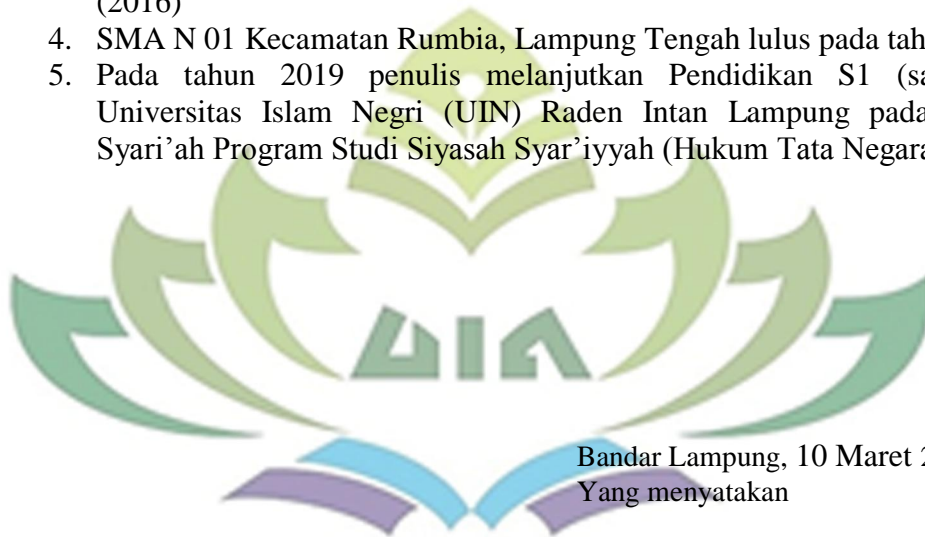 (2016)
4. SMA N 01 Kecamatan Rumbia, Lampung Tengah lulus pada
5. Pada tahun 2019 penulis melanjutkan Pendidikan S1
Universitas Islam Negri (UIN) Raden Intan Lampung pada
Syari’ah Program Studi Siyasah Syar’iyyah (Hukum Tata Negara
UIN
Bandar Lampung, 10 Maret
Yang menyatakan